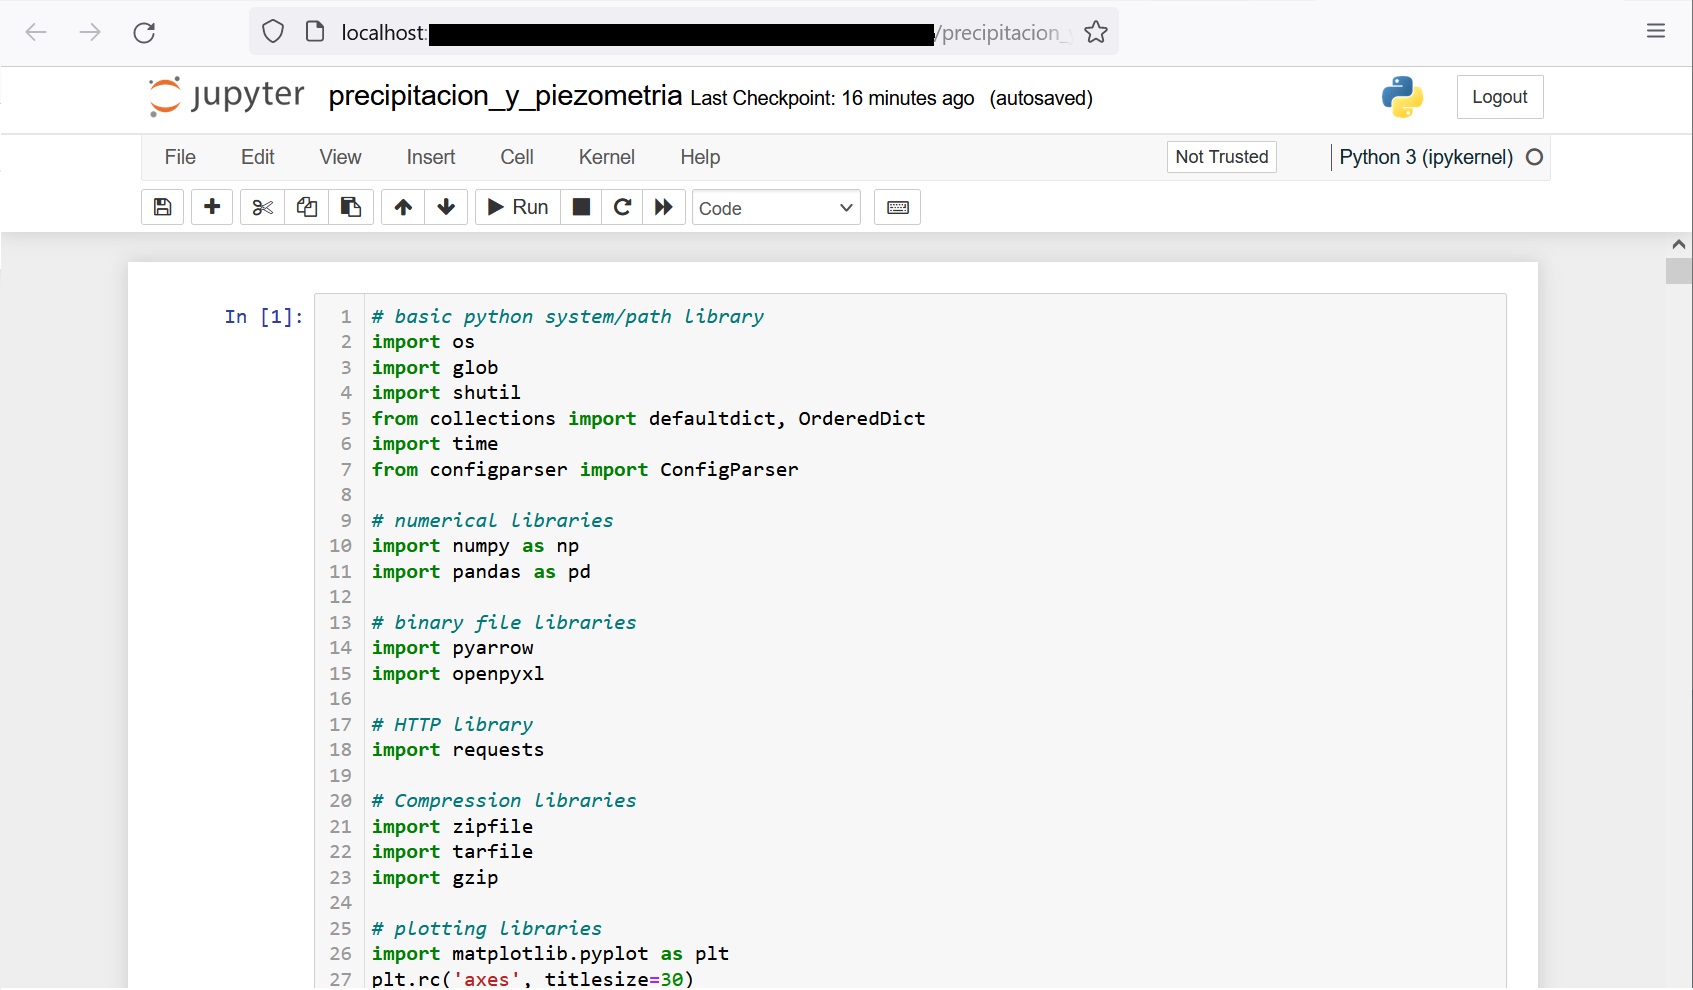 localhost: /precipitacion_
jupyter precipitacion_y_piezometria Last Checkpoint: 16 minutes ago (autosaved) Logout
File Edit View Insert Cell Kernel Help Not Trusted Python 3 (ipykernel)
Run Code
In [1]:
1 # basic python system/path library
2 import os
3 import glob
4 import shutil
5 from collections import defaultdict, OrderedDict
6 import time
7 from configparser import ConfigParser
8
9 # numerical libraries
10 import numpy as np
11 import pandas as pd
12
13 # binary file libraries
14 import pyarrow
15 import openpyxl
16
17 # HTTP library
18 import requests
19
20 # Compression libraries
21 import zipfile
22 import tarfile
23 import gzip
24
25 # plotting libraries
26 import matplotlib.pyplot as plt
27 plt.rc('axes', titlesize=30)